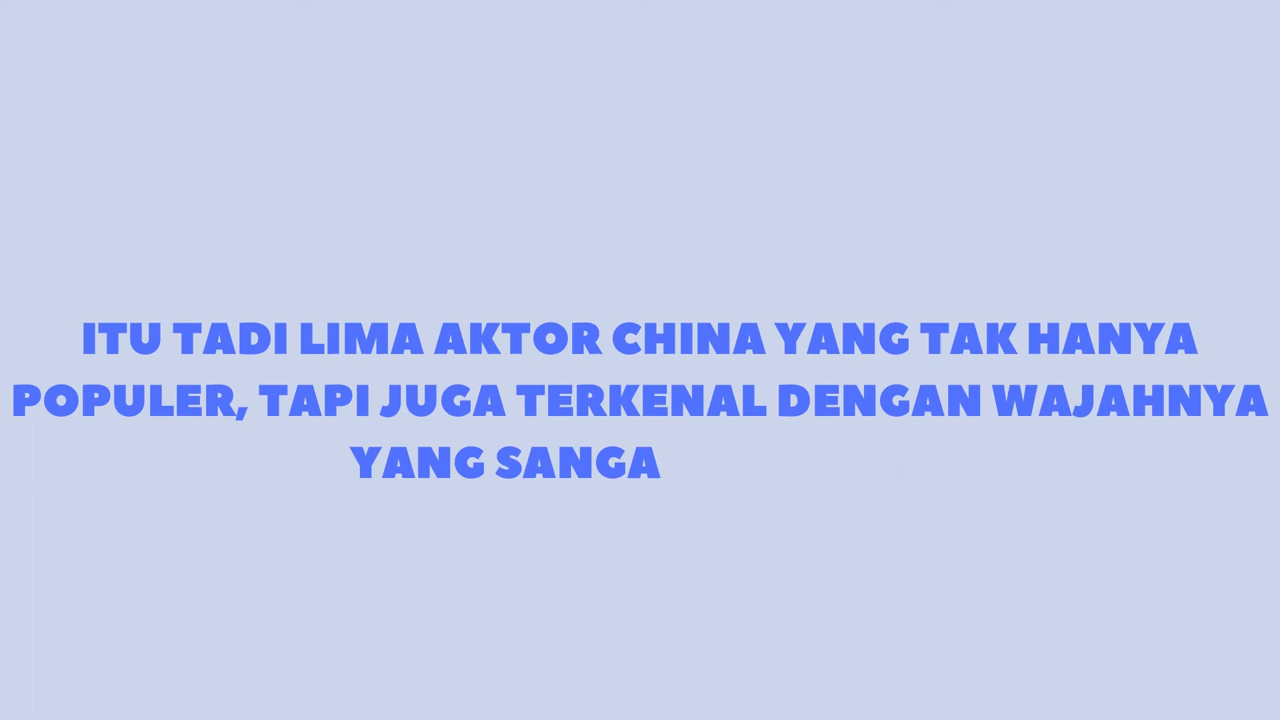 ITU TADI LIMA AKTOR CHINA YANG TAK HANYA
POPULER, TAPI JUGA TERKENAL DENGAN WAJAHNYA
YANG SANGA